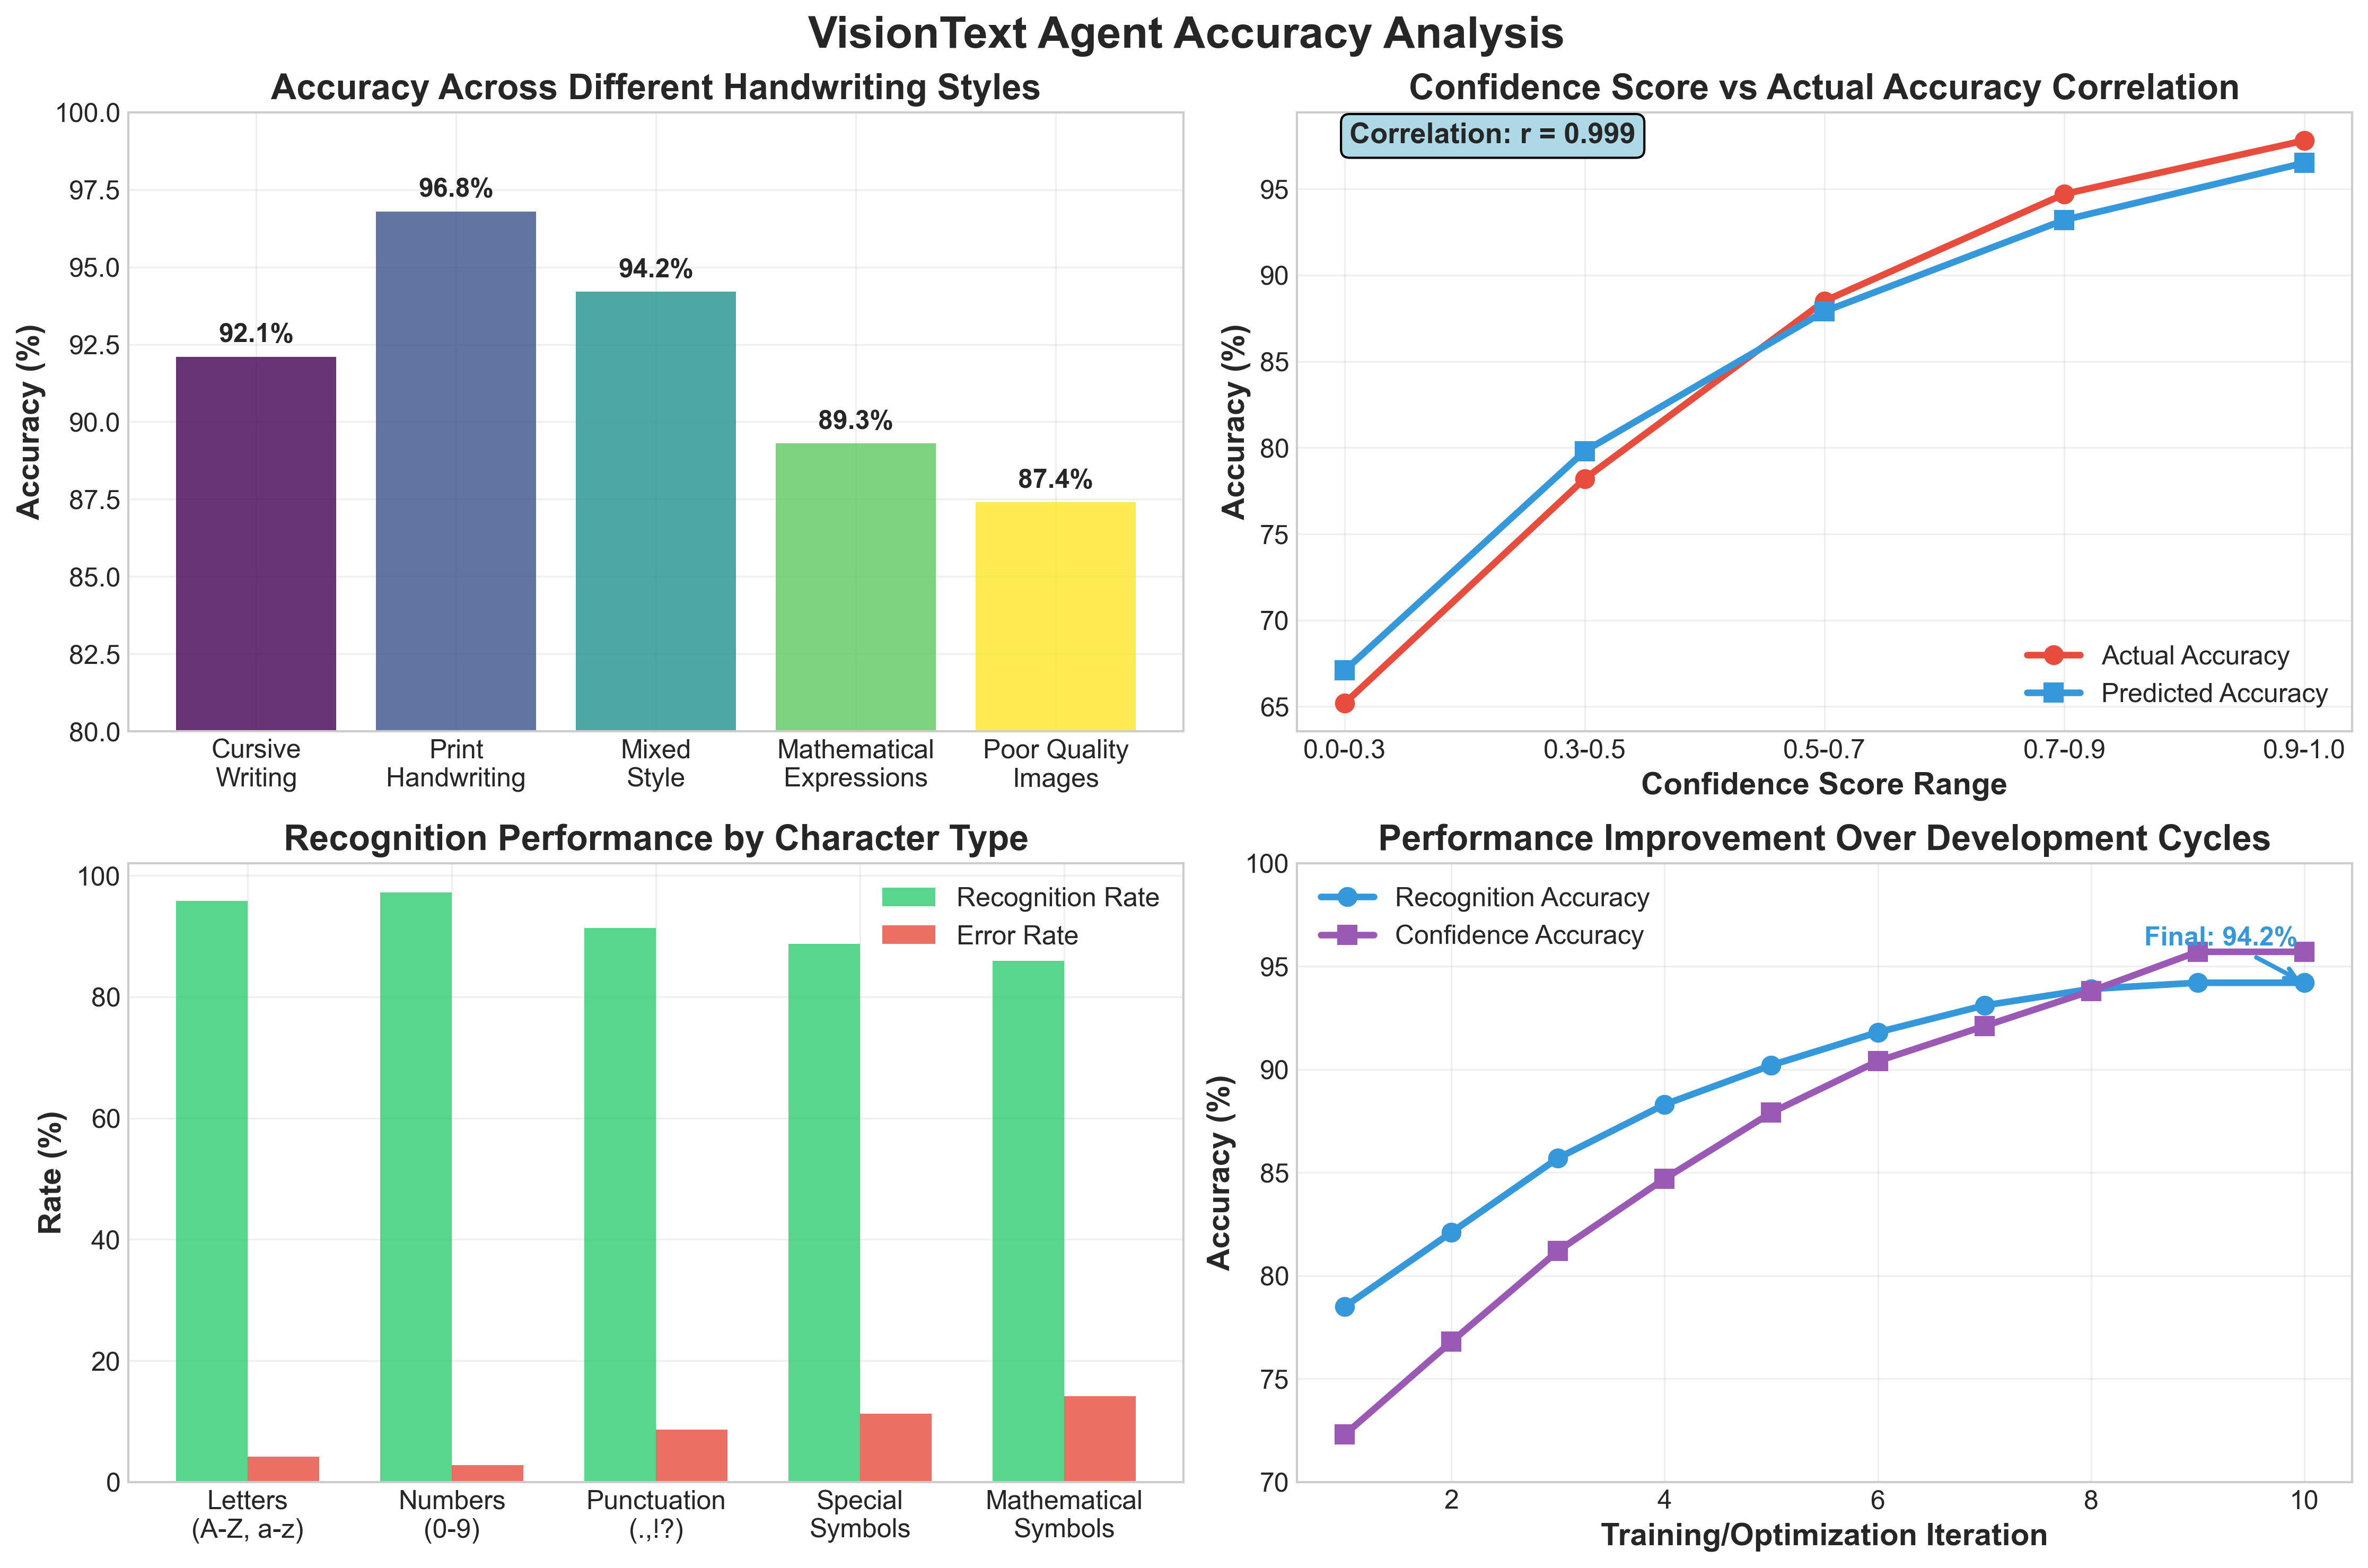 VisionText Agent Accuracy Analysis
Accuracy Across Different Handwriting Styles
Accuracy (%)
100.0
97.5
95.0
92.5
90.0
87.5
85.0
82.5
80.0
92.1%
96.8%
94.2%
89.3%
87.4%
Cursive
Writing
Print
Handwriting
Mixed
Style
Mathematical
Expressions
Poor Quality
Images
Confidence Score vs Actual Accuracy Correlation
Correlation: r = 0.999
Accuracy (%)
95
90
85
80
75
70
65
Actual Accuracy
Predicted Accuracy
0.0-0.3
0.3-0.5
0.5-0.7
0.7-0.9
0.9-1.0
Confidence Score Range
Recognition Performance by Character Type
Rate (%)
100
80
60
40
20
0
Recognition Rate
Error Rate
Letters
(A-Z, a-z)
Numbers
(0-9)
Punctuation
(.,!?)
Special
Symbols
Mathematical
Symbols
Performance Improvement Over Development Cycles
Accuracy (%)
100
95
90
85
80
75
70
Recognition Accuracy
Confidence Accuracy
Final: 94.2%
2
4
6
8
10
Training/Optimization Iteration